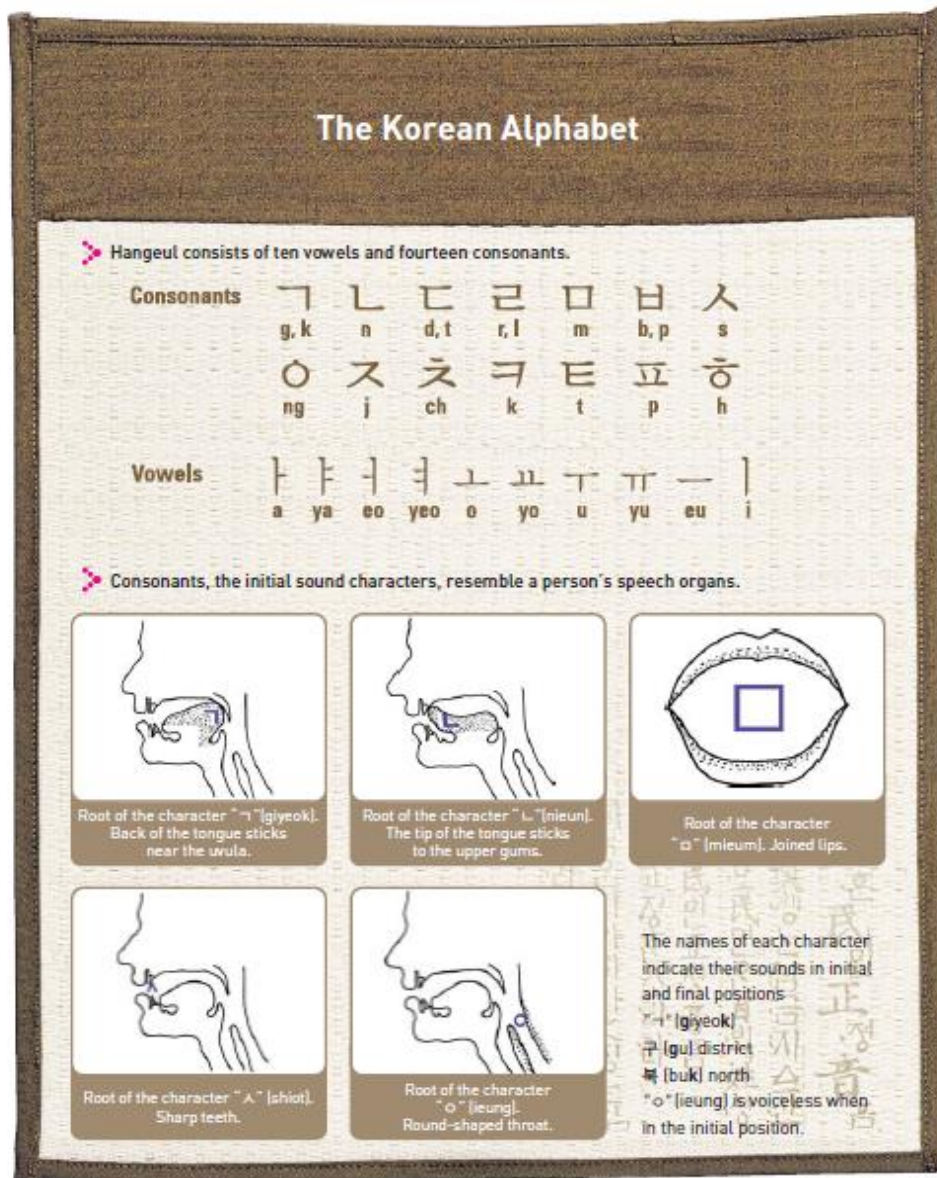 The Korean Alphabet
Hangeul consists of ten vowels and fourteen consonants.
Consonants ㄱ ㄴ ㄷ ㄹ ㅁ ㅂ ㅅ
g, k n d, t r, l m b, p s
ㅇ ㅈ ㅊ ㅋ ㅌ ㅍ ㅎ
ng j ch k t p h
Vowels ㅏ ㅑ ㅓ ㅕ ㅗ ㅛ ㅜ ㅠ ㅡ ㅣ
a ya eo yeo o yo u yu eu i
Consonants, the initial sound characters, resemble a person's speech organs.
Root of the character "ㄱ"(giyeok).
Back of the tongue sticks
near the uvula.
Root of the character "ㄴ"(nieun).
The tip of the tongue sticks
to the upper gums.
Root of the character
"ㅁ" (mieum). Joined lips.
Root of the character "ㅅ" (shiot).
Sharp teeth.
Root of the character
"ㅇ" (ieung).
Round-shaped throat.
The names of each character
indicate their sounds in initial
and final positions
"ㄱ" (giyeok)
구 (gu) district
북 (buk) north
"ㅇ" (ieung) is voiceless when
in the initial position.